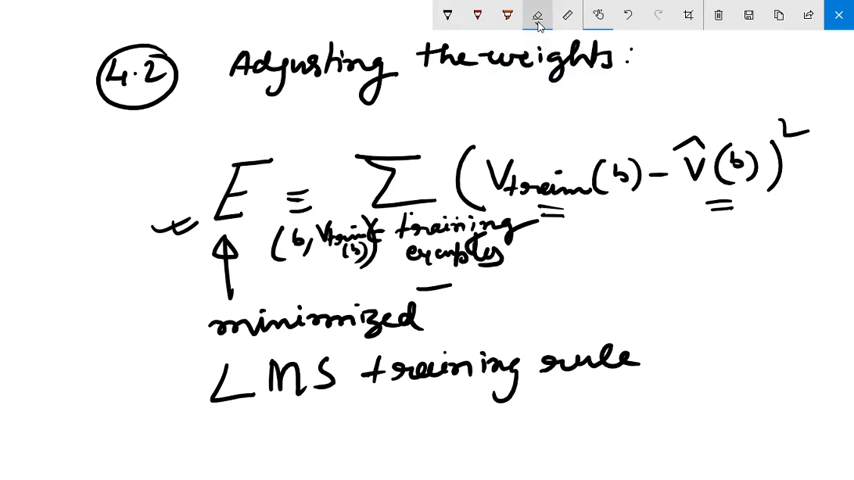 4.2 Adjusting the weights:
E ≡ Σ (Vtrain(b) - V̂(b))²
(b, Vtrain(b)) ∈ training examples
minimized
LMS training rule